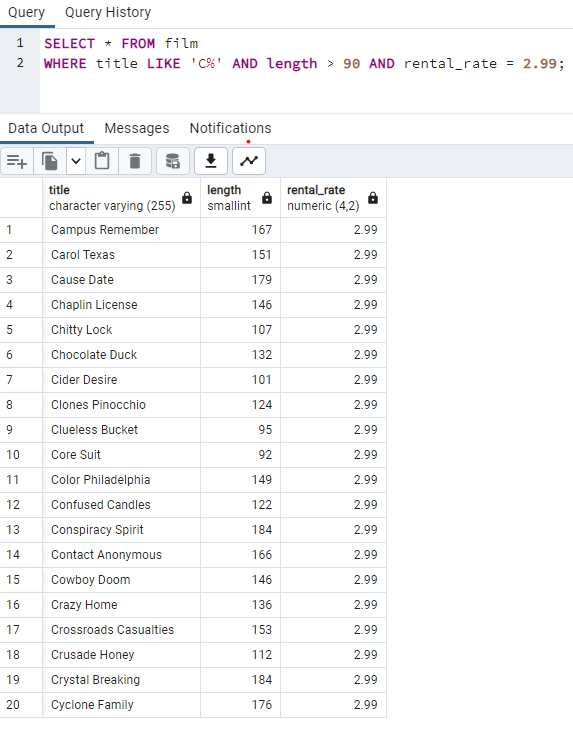 Query Query History
1 SELECT * FROM film
2 WHERE title LIKE 'C%' AND length > 90 AND rental_rate = 2.99;
Data Output Messages Notifications
title length rental_rate
character varying (255) smallint numeric (4,2)
1 Campus Remember 167 2.99
2 Carol Texas 151 2.99
3 Cause Date 179 2.99
4 Chaplin License 146 2.99
5 Chitty Lock 107 2.99
6 Chocolate Duck 132 2.99
7 Cider Desire 101 2.99
8 Clones Pinocchio 124 2.99
9 Clueless Bucket 95 2.99
10 Core Suit 92 2.99
11 Color Philadelphia 149 2.99
12 Confused Candles 122 2.99
13 Conspiracy Spirit 184 2.99
14 Contact Anonymous 166 2.99
15 Cowboy Doom 146 2.99
16 Crazy Home 136 2.99
17 Crossroads Casualties 153 2.99
18 Crusade Honey 112 2.99
19 Crystal Breaking 184 2.99
20 Cyclone Family 176 2.99